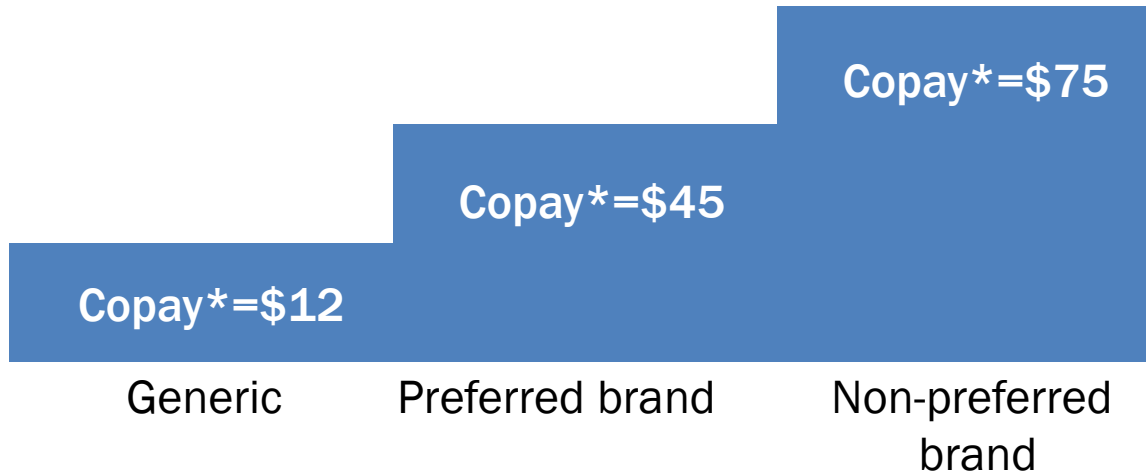 Copay*=$75
Copay*=$45
Copay*=$12
Generic
Preferred brand
Non-preferred
brand